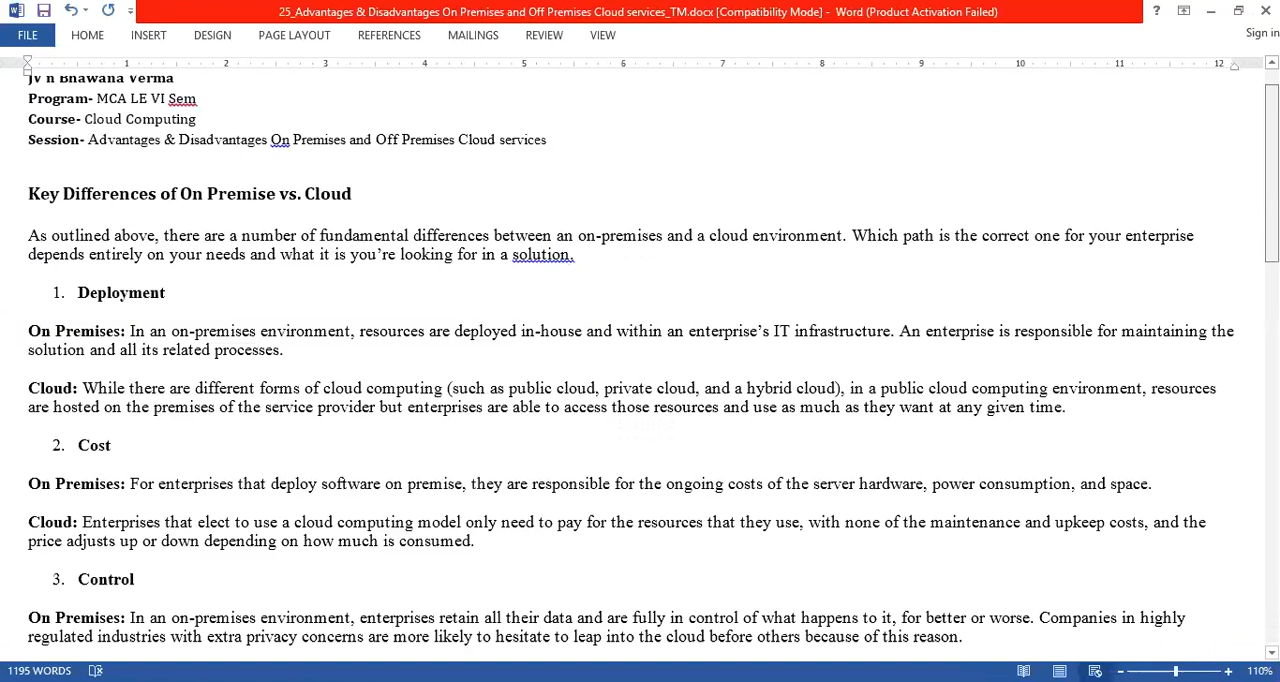 25_Advantages & Disadvantages On Premises and Off Premises Cloud services_TM.docx [Compatibility Mode] - Word (Product Activation Failed)
FILE HOME INSERT DESIGN PAGE LAYOUT REFERENCES MAILINGS REVIEW VIEW Sign in
1 2 3 4 5 6 7 8 9 10 11 12
Jv n Bhawana Verma
Program- MCA LE VI Sem
Course- Cloud Computing
Session- Advantages & Disadvantages On Premises and Off Premises Cloud services
Key Differences of On Premise vs. Cloud
As outlined above, there are a number of fundamental differences between an on-premises and a cloud environment. Which path is the correct one for your enterprise
depends entirely on your needs and what it is you’re looking for in a solution.
1. Deployment
On Premises: In an on-premises environment, resources are deployed in-house and within an enterprise’s IT infrastructure. An enterprise is responsible for maintaining the
solution and all its related processes.
Cloud: While there are different forms of cloud computing (such as public cloud, private cloud, and a hybrid cloud), in a public cloud computing environment, resources
are hosted on the premises of the service provider but enterprises are able to access those resources and use as much as they want at any given time.
2. Cost
On Premises: For enterprises that deploy software on premise, they are responsible for the ongoing costs of the server hardware, power consumption, and space.
Cloud: Enterprises that elect to use a cloud computing model only need to pay for the resources that they use, with none of the maintenance and upkeep costs, and the
price adjusts up or down depending on how much is consumed.
3. Control
On Premises: In an on-premises environment, enterprises retain all their data and are fully in control of what happens to it, for better or worse. Companies in highly
regulated industries with extra privacy concerns are more likely to hesitate to leap into the cloud before others because of this reason.
1195 WORDS 110%